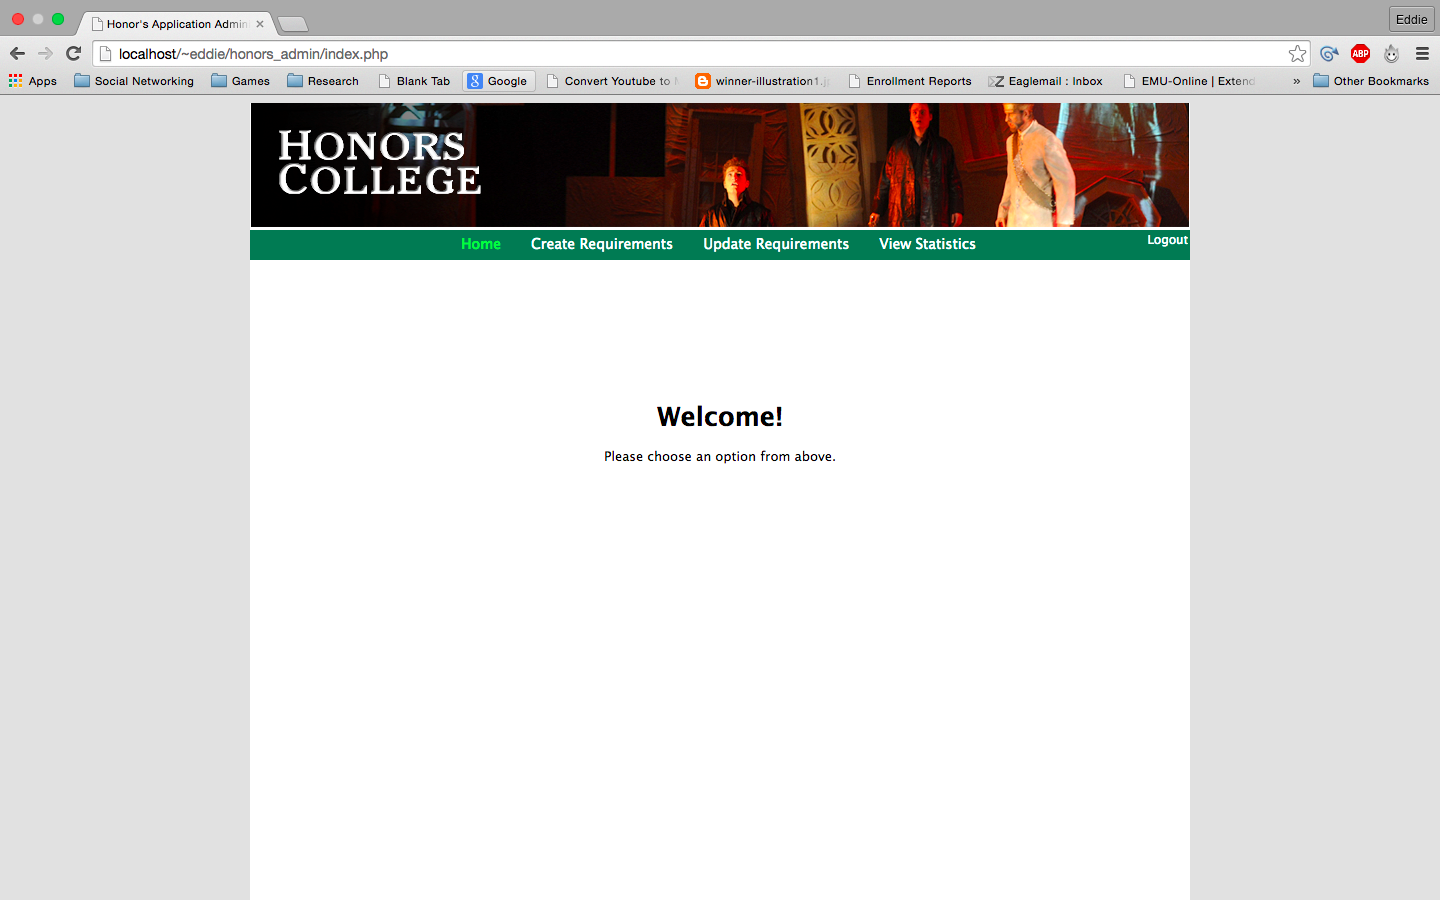 Honor's Application Admin
Eddie
localhost/~eddie/honors_admin/index.php
ABP
Apps
Social Networking
Games
Research
Blank Tab
Google
Convert Youtube to
winner-illustration1.j
Enrollment Reports
Eaglemail : Inbox
EMU-Online | Extend
»
Other Bookmarks
HONORS
COLLEGE
Home
Create Requirements
Update Requirements
View Statistics
Logout
Welcome!
Please choose an option from above.